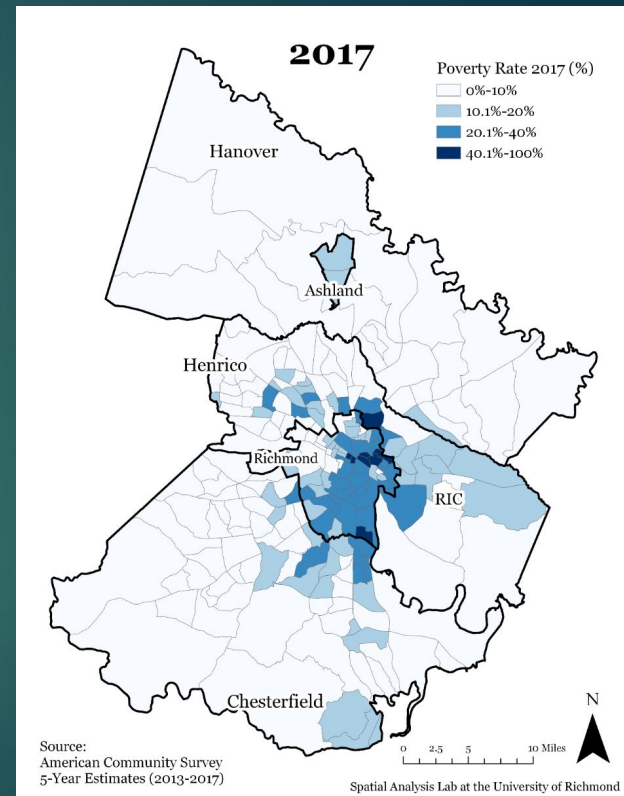 2017
Poverty Rate 2017 (%)
0%-10%
10.1%-20%
20.1%-40%
40.1%-100%
Hanover
Ashland
Henrico
Richmond
RIC
Chesterfield
N
0 2.5 5 10 Miles
Source:
American Community Survey
5-Year Estimates (2013-2017)
Spatial Analysis Lab at the University of Richmond